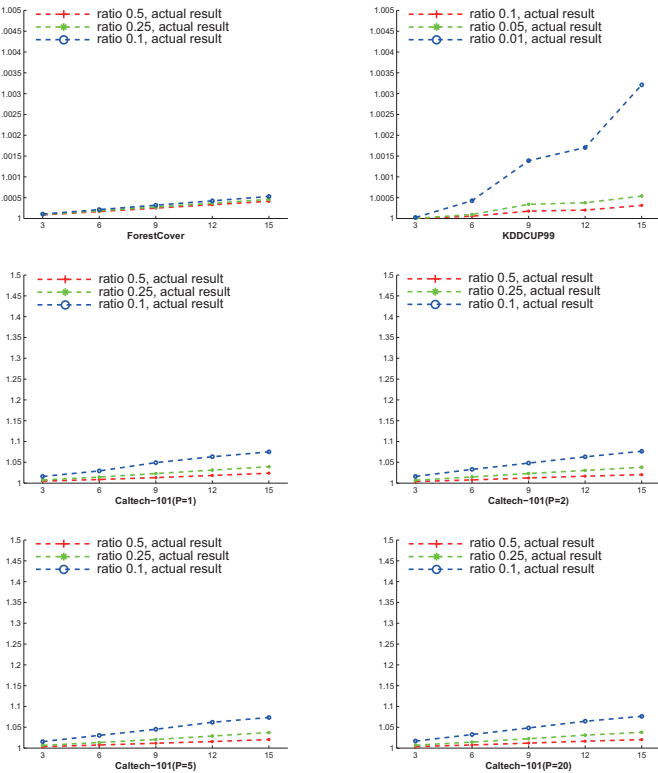 1.005
1.0045
1.004
1.0035
1.003
1.0025
1.002
1.0015
1.001
1.0005
1
ratio 0.5, actual result
ratio 0.25, actual result
ratio 0.1, actual result
3 6 9 12 15
ForestCover
1.005
1.0045
1.004
1.0035
1.003
1.0025
1.002
1.0015
1.001
1.0005
1
ratio 0.1, actual result
ratio 0.05, actual result
ratio 0.01, actual result
3 6 9 12 15
KDDCUP99
1.5
1.45
1.4
1.35
1.3
1.25
1.2
1.15
1.1
1.05
1
ratio 0.5, actual result
ratio 0.25, actual result
ratio 0.1, actual result
3 6 9 12 15
Caltech−101(P=1)
1.5
1.45
1.4
1.35
1.3
1.25
1.2
1.15
1.1
1.05
1
ratio 0.5, actual result
ratio 0.25, actual result
ratio 0.1, actual result
3 6 9 12 15
Caltech−101(P=2)
1.5
1.45
1.4
1.35
1.3
1.25
1.2
1.15
1.1
1.05
1
ratio 0.5, actual result
ratio 0.25, actual result
ratio 0.1, actual result
3 6 9 12 15
Caltech−101(P=5)
1.5
1.45
1.4
1.35
1.3
1.25
1.2
1.15
1.1
1.05
1
ratio 0.5, actual result
ratio 0.25, actual result
ratio 0.1, actual result
3 6 9 12 15
Caltech−101(P=20)